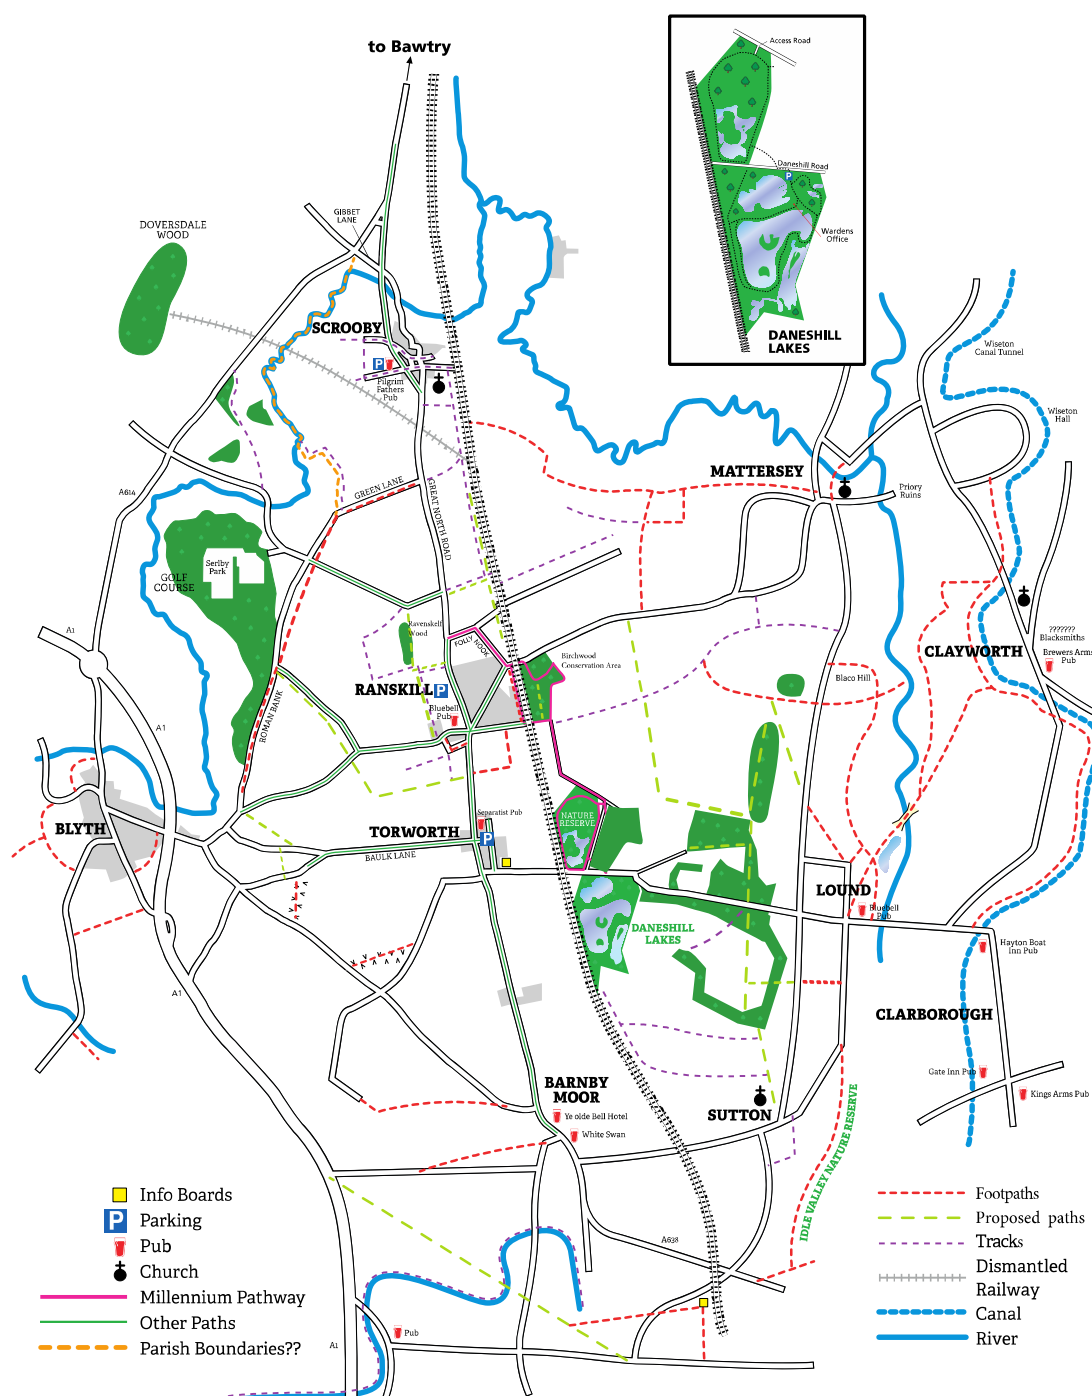 to Bawtry
Access Road
Daneshill Road
P
Wardens
Office
DANESHILL
LAKES
GIBBET
LANE
DOVERSDALE
WOOD
SCROOBY
P
Pilgrim
Fathers
Pub
Wiseton
Canal Tunnel
Wiseton
Hall
MATTERSEY
Priory
Ruins
A614
GREEN LANE
GREAT NORTH ROAD
Serlby
Park
GOLF
COURSE
A1
Ravenskelf
Wood
FOLLY NOOK
Birchwood
Conservation Area
???????
Blacksmiths
CLAYWORTH
Brewers Arms
Pub
RANSKILL
P
Blaco Hill
Bluebell
Pub
ROMAN BANK
A1
NATURE
RESERVE
Separatist Pub
BLYTH
TORWORTH
P
BAULK LANE
LOUND
Bluebell
Pub
DANESHILL
LAKES
Hayton Boat
Inn Pub
A1
CLARBOROUGH
Gate Inn Pub
Kings Arms Pub
BARNBY
MOOR
Ye olde Bell Hotel
White Swan
SUTTON
IDLE VALLEY NATURE RESERVE
A638
Pub
A1
Info Boards
P
Parking
Pub
Church
Millennium Pathway
Other Paths
Parish Boundaries??
Footpaths
Proposed paths
Tracks
Dismantled
Railway
Canal
River